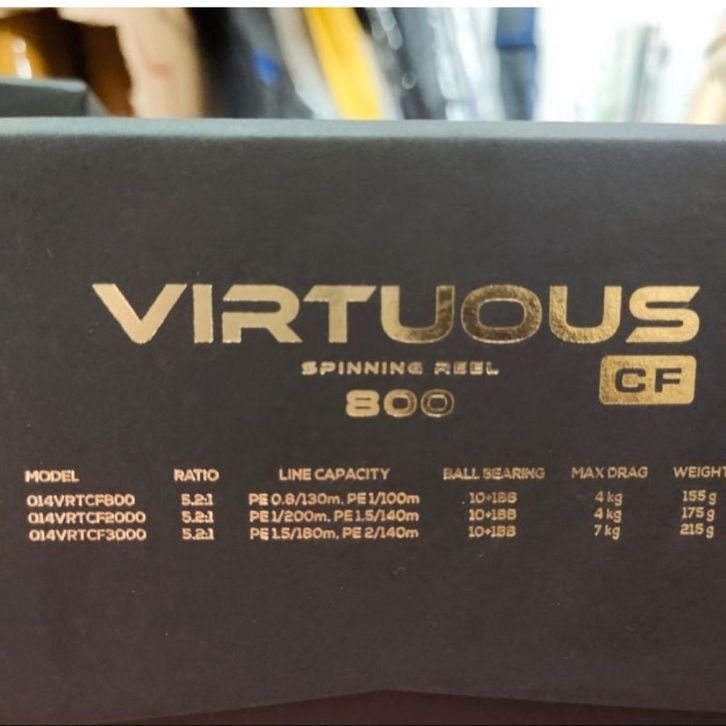 VIRTUOUS
SPINNING REEL
CF
800
MODEL RATIO LINE CAPACITY BALL BEARING MAX DRAG WEIGHT
014VRTCF800 5.2:1 PE 0.8/130m, PE 1/100m 10+1BB 4 kg 155 g
014VRTCF2000 5.2:1 PE 1/200m, PE 1.5/140m 10+1BB 4 kg 175 g
014VRTCF3000 5.2:1 PE 1.5/180m, PE 2/140m 10+1BB 7 kg 215 g